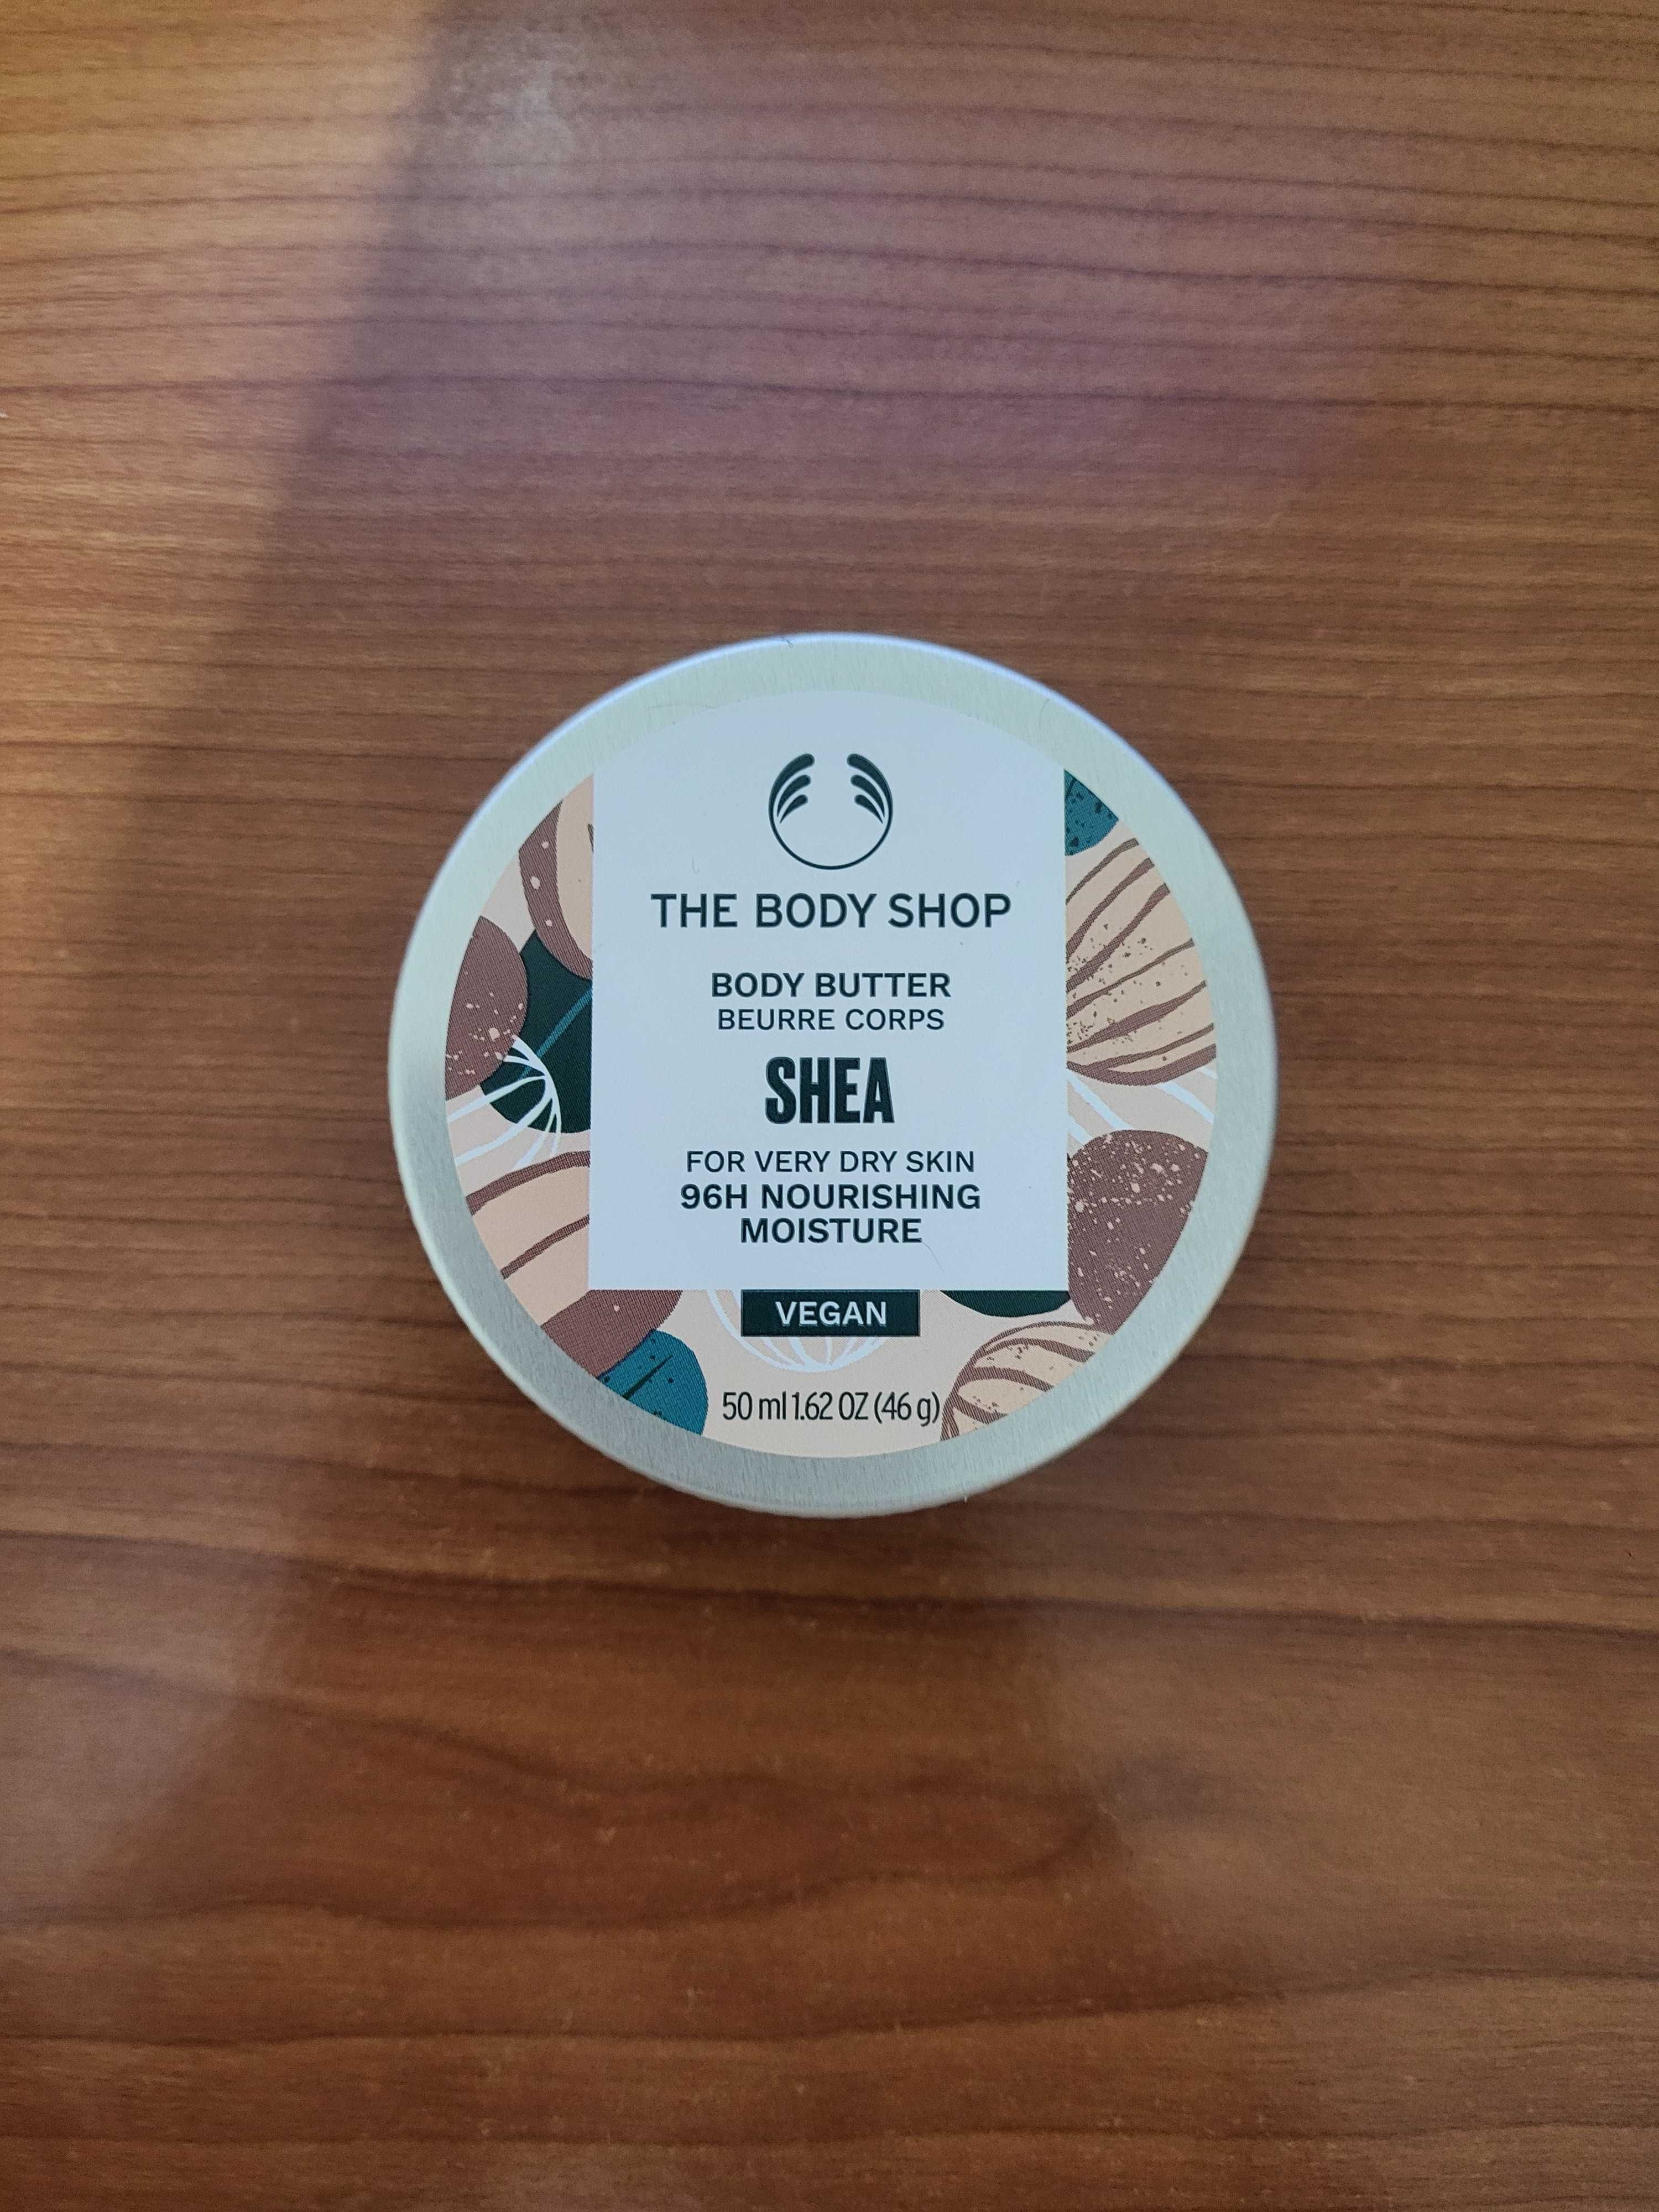 THE BODY SHOP
BODY BUTTER
BEURRE CORPS
SHEA
FOR VERY DRY SKIN
96H NOURISHING
MOISTURE
VEGAN
50 ml 1.62 OZ (46 g)